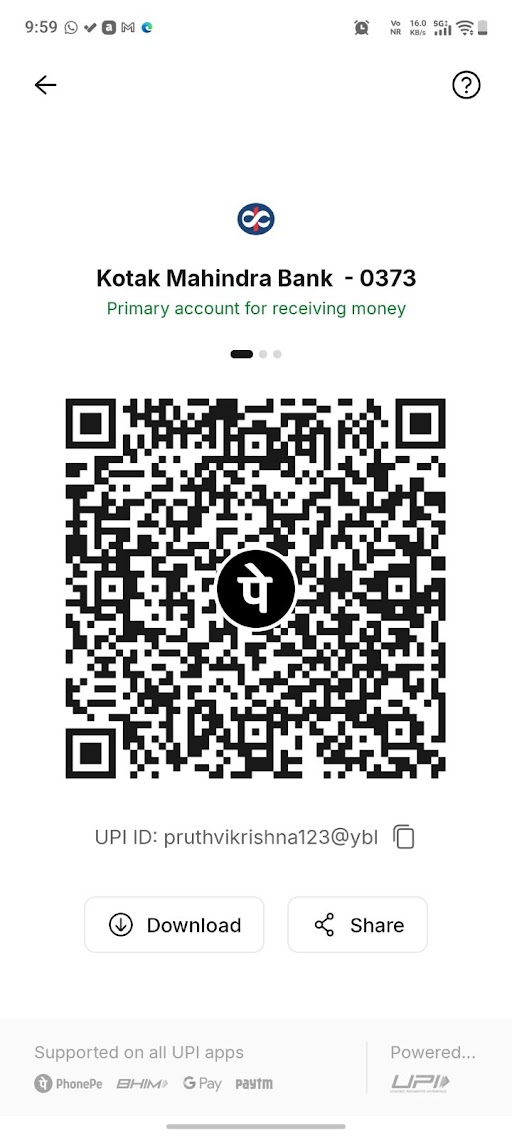 9:59
Vo NR 16.0 KB/s 5G
Kotak Mahindra Bank - 0373
Primary account for receiving money
पे
UPI ID: pruthvikrishna123@ybl
Download
Share
Supported on all UPI apps
Powered...
पे PhonePe BHIM G Pay paytm
UPI